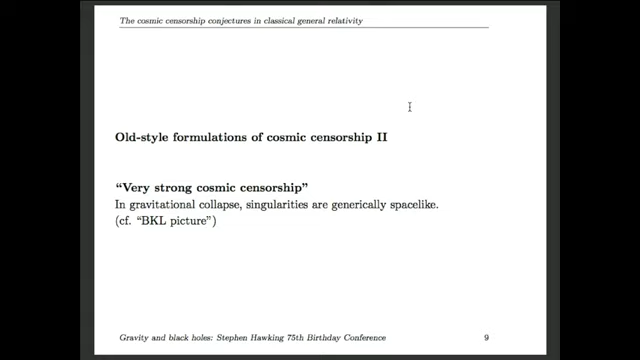 The cosmic censorship conjectures in classical general relativity
Old-style formulations of cosmic censorship II
“Very strong cosmic censorship”
In gravitational collapse, singularities are generically spacelike.
(cf. “BKL picture”)
Gravity and black holes: Stephen Hawking 75th Birthday Conference 9